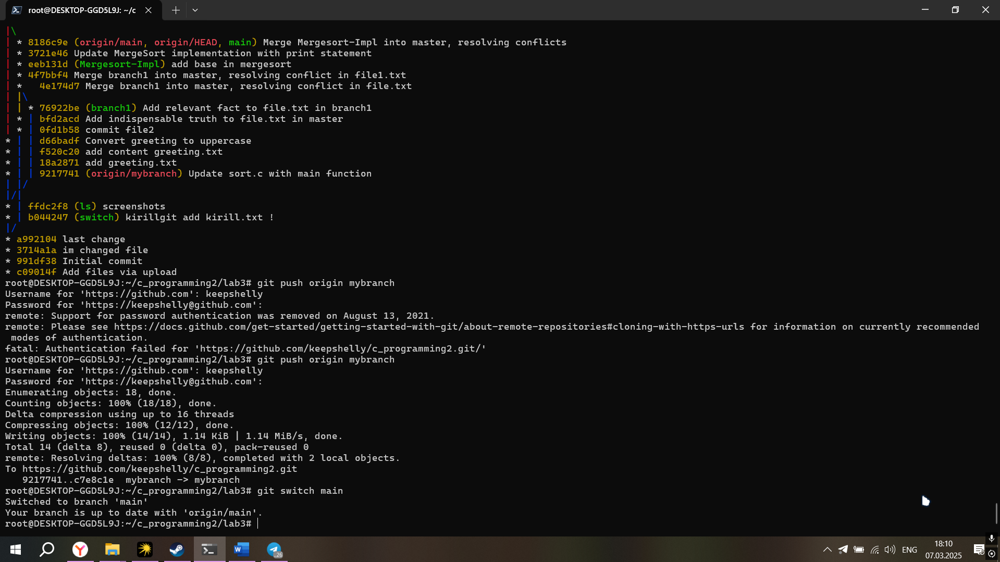 root@DESKTOP-GGD5L9J: ~/c
|\
| * 8186c9e (origin/main, origin/HEAD, main) Merge Mergesort-Impl into master, resolving conflicts
| * 3721e46 Update MergeSort implementation with print statement
| * eeb131d (Mergesort-Impl) add base in mergesort
| * 4f7bbf4 Merge branch1 into master, resolving conflict in file1.txt
| *   4e174d7 Merge branch1 into master, resolving conflict in file.txt
| |\
| | * 76922be (branch1) Add relevant fact to file.txt in branch1
| * | bfd2acd Add indispensable truth to file.txt in master
| * | 0fd1b58 commit file2
* | | d66badf Convert greeting to uppercase
* | | f520c20 add content greeting.txt
* | | 18a2871 add greeting.txt
* | | 9217741 (origin/mybranch) Update sort.c with main function
| |/
|/|
* | ffdc2f8 (ls) screenshots
* | b044247 (switch) kirillgit add kirill.txt !
|/
* a992104 last change
* 3714a1a im changed file
* 991df38 Initial commit
* c09014f Add files via upload
root@DESKTOP-GGD5L9J:~/c_programming2/lab3# git push origin mybranch
Username for 'https://github.com': keepshelly
Password for 'https://keepshelly@github.com':
remote: Support for password authentication was removed on August 13, 2021.
remote: Please see https://docs.github.com/get-started/getting-started-with-git/about-remote-repositories#cloning-with-https-urls for information on currently recommended
 modes of authentication.
fatal: Authentication failed for 'https://github.com/keepshelly/c_programming2.git/'
root@DESKTOP-GGD5L9J:~/c_programming2/lab3# git push origin mybranch
Username for 'https://github.com': keepshelly
Password for 'https://keepshelly@github.com':
Enumerating objects: 18, done.
Counting objects: 100% (18/18), done.
Delta compression using up to 16 threads
Compressing objects: 100% (12/12), done.
Writing objects: 100% (14/14), 1.14 KiB | 1.14 MiB/s, done.
Total 14 (delta 8), reused 0 (delta 0), pack-reused 0
remote: Resolving deltas: 100% (8/8), completed with 2 local objects.
To https://github.com/keepshelly/c_programming2.git
   9217741..c7e8c1e  mybranch -> mybranch
root@DESKTOP-GGD5L9J:~/c_programming2/lab3# git switch main
Switched to branch 'main'
Your branch is up to date with 'origin/main'.
root@DESKTOP-GGD5L9J:~/c_programming2/lab3#
..26
ENG
18:10
07.03.2025